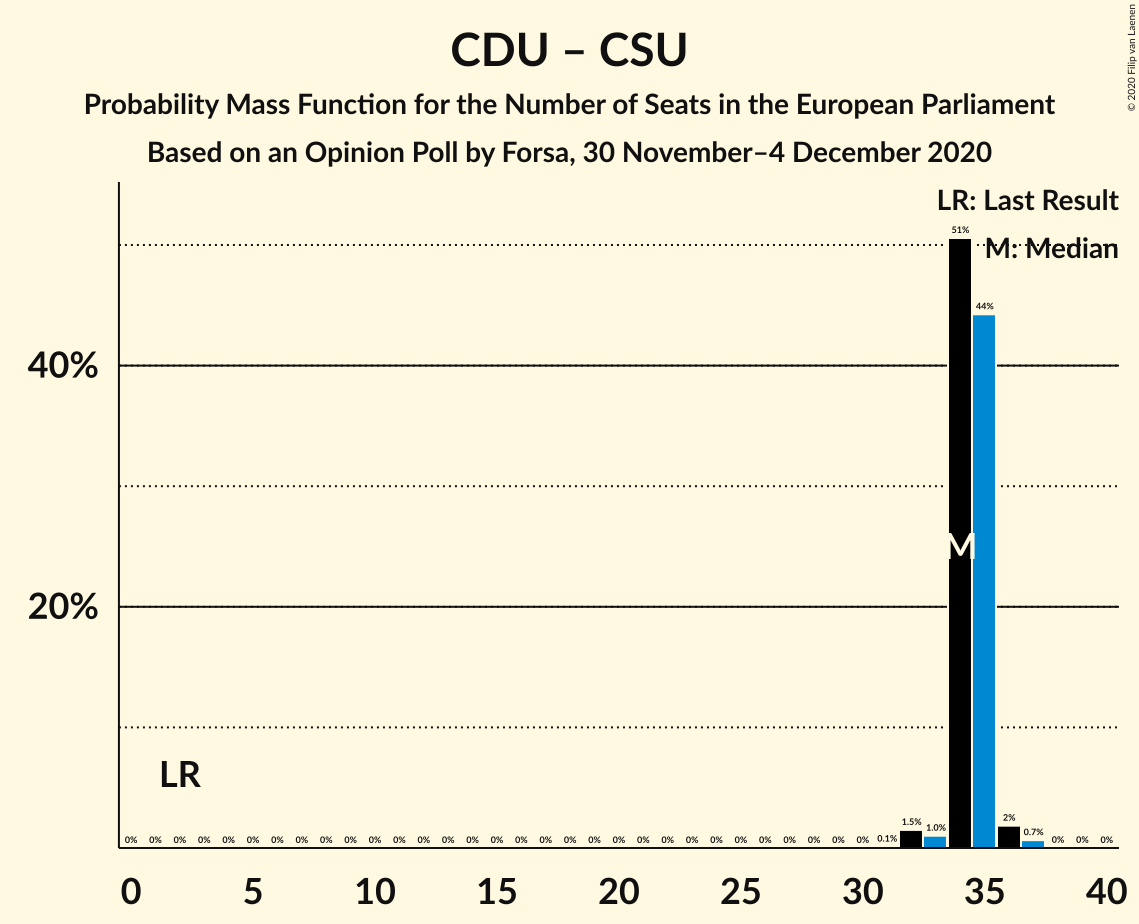 CDU – CSU
Probability Mass Function for the Number of Seats in the European Parliament
Based on an Opinion Poll by Forsa, 30 November–4 December 2020
© 2020 Filip van Laenen
LR: Last Result
M: Median
51%
44%
40%
M
20%
LR
0% 0% 0% 0% 0% 0% 0% 0% 0% 0% 0% 0% 0% 0% 0% 0% 0% 0% 0% 0% 0% 0% 0% 0% 0% 0% 0% 0% 0% 0% 0% 0.1% 1.5% 1.0% 2% 0.7% 0% 0% 0%
0 5 10 15 20 25 30 35 40